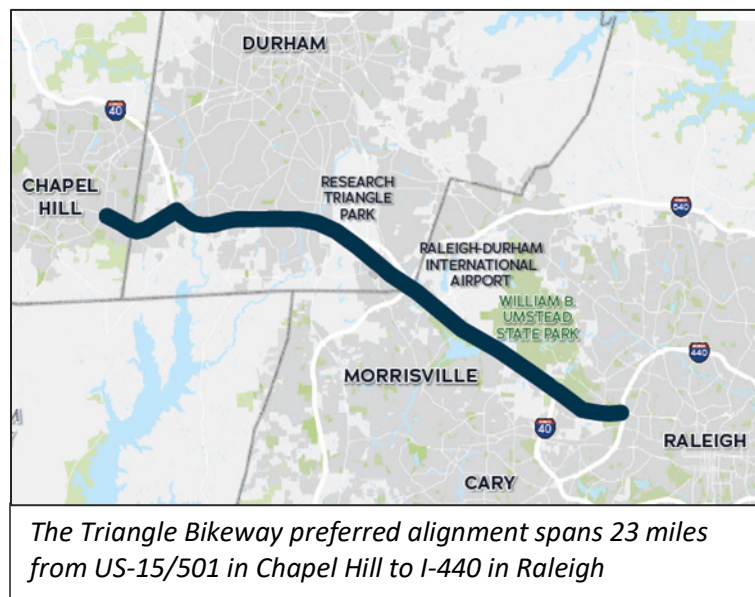 DURHAM
40
CHAPEL
HILL
RESEARCH
TRIANGLE
PARK
540
RALEIGH-DURHAM
INTERNATIONAL
AIRPORT
WILLIAM B.
UMSTEAD
STATE PARK
440
MORRISVILLE
40
RALEIGH
CARY
The Triangle Bikeway preferred alignment spans 23 miles
from US-15/501 in Chapel Hill to I-440 in Raleigh